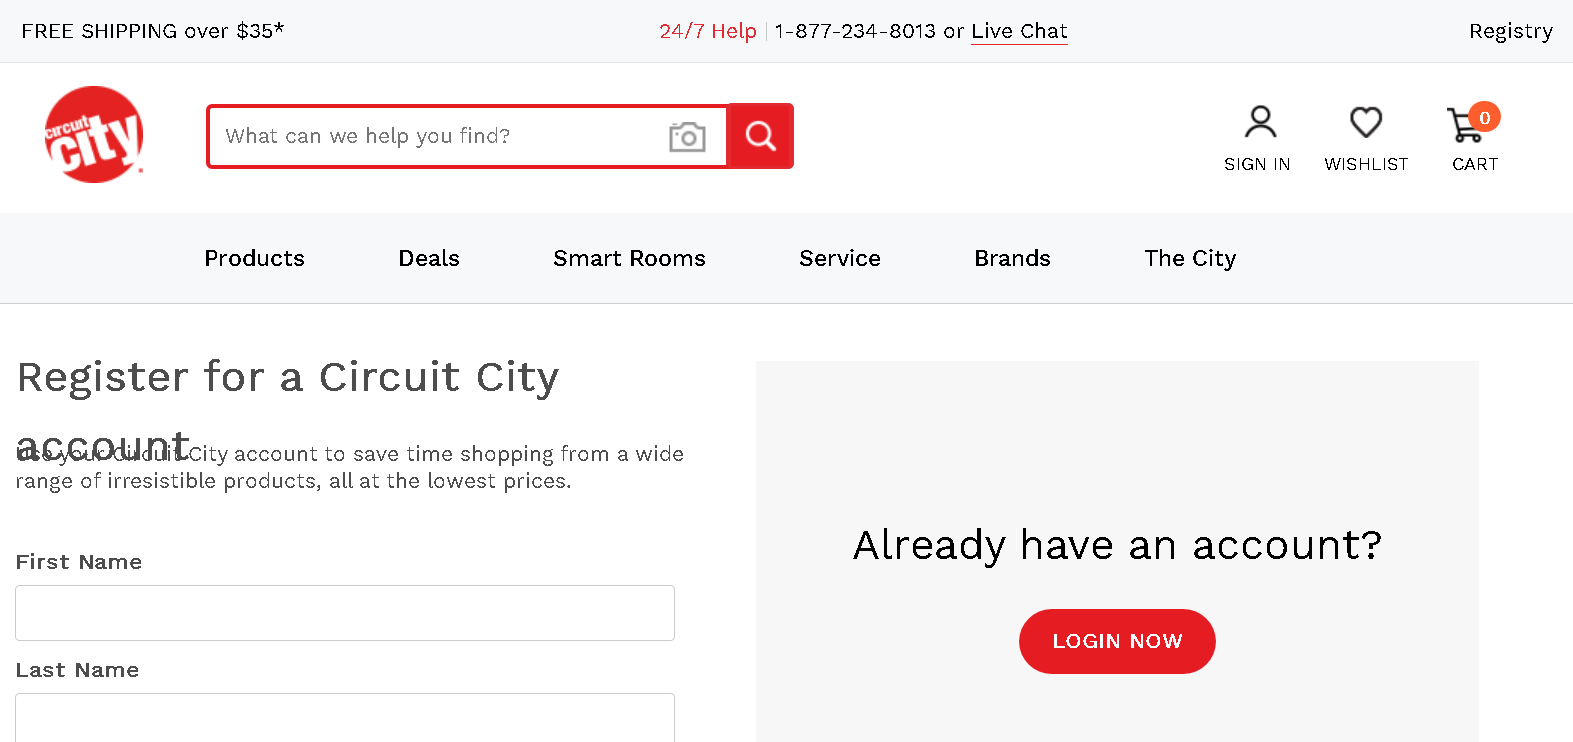 FREE SHIPPING over $35*
24/7 Help | 1-877-234-8013 or Live Chat
Registry
circuit
city
What can we help you find?
SIGN IN
WISHLIST
0
CART
Products
Deals
Smart Rooms
Service
Brands
The City
Register for a Circuit City
account
Use your Circuit City account to save time shopping from a wide
range of irresistible products, all at the lowest prices.
First Name
Last Name
Already have an account?
LOGIN NOW